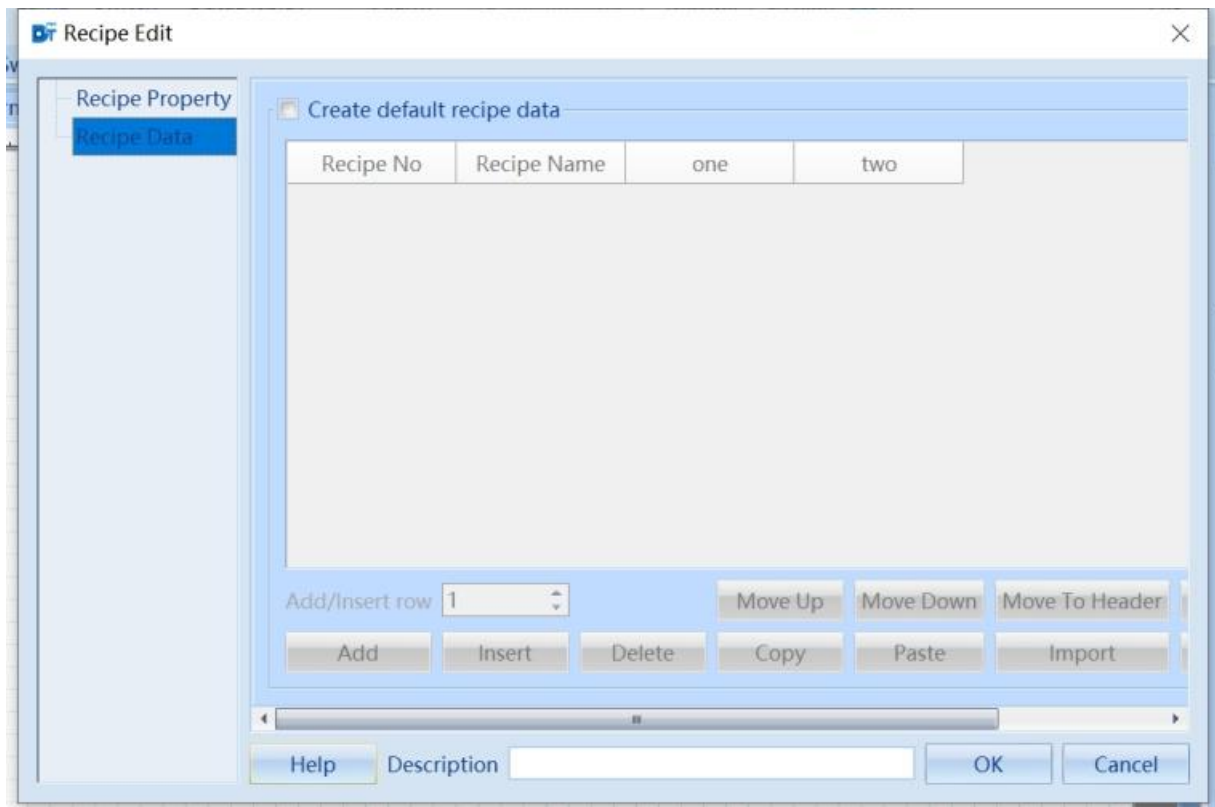 Recipe Edit
Recipe Property
Recipe Data
Create default recipe data
Recipe No Recipe Name one two
Add/Insert row 1 Move Up Move Down Move To Header
Add Insert Delete Copy Paste Import
Help Description OK Cancel